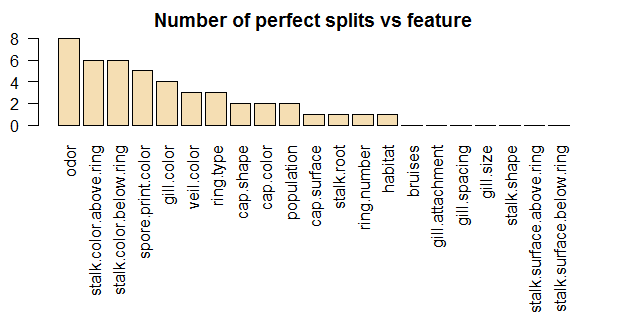 Number of perfect splits vs feature
8
6
4
2
0
odor
stalk.color.above.ring
stalk.color.below.ring
spore.print.color
gill.color
veil.color
ring.type
cap.shape
cap.color
population
cap.surface
stalk.root
ring.number
habitat
bruises
gill.attachment
gill.spacing
gill.size
stalk.shape
stalk.surface.above.ring
stalk.surface.below.ring